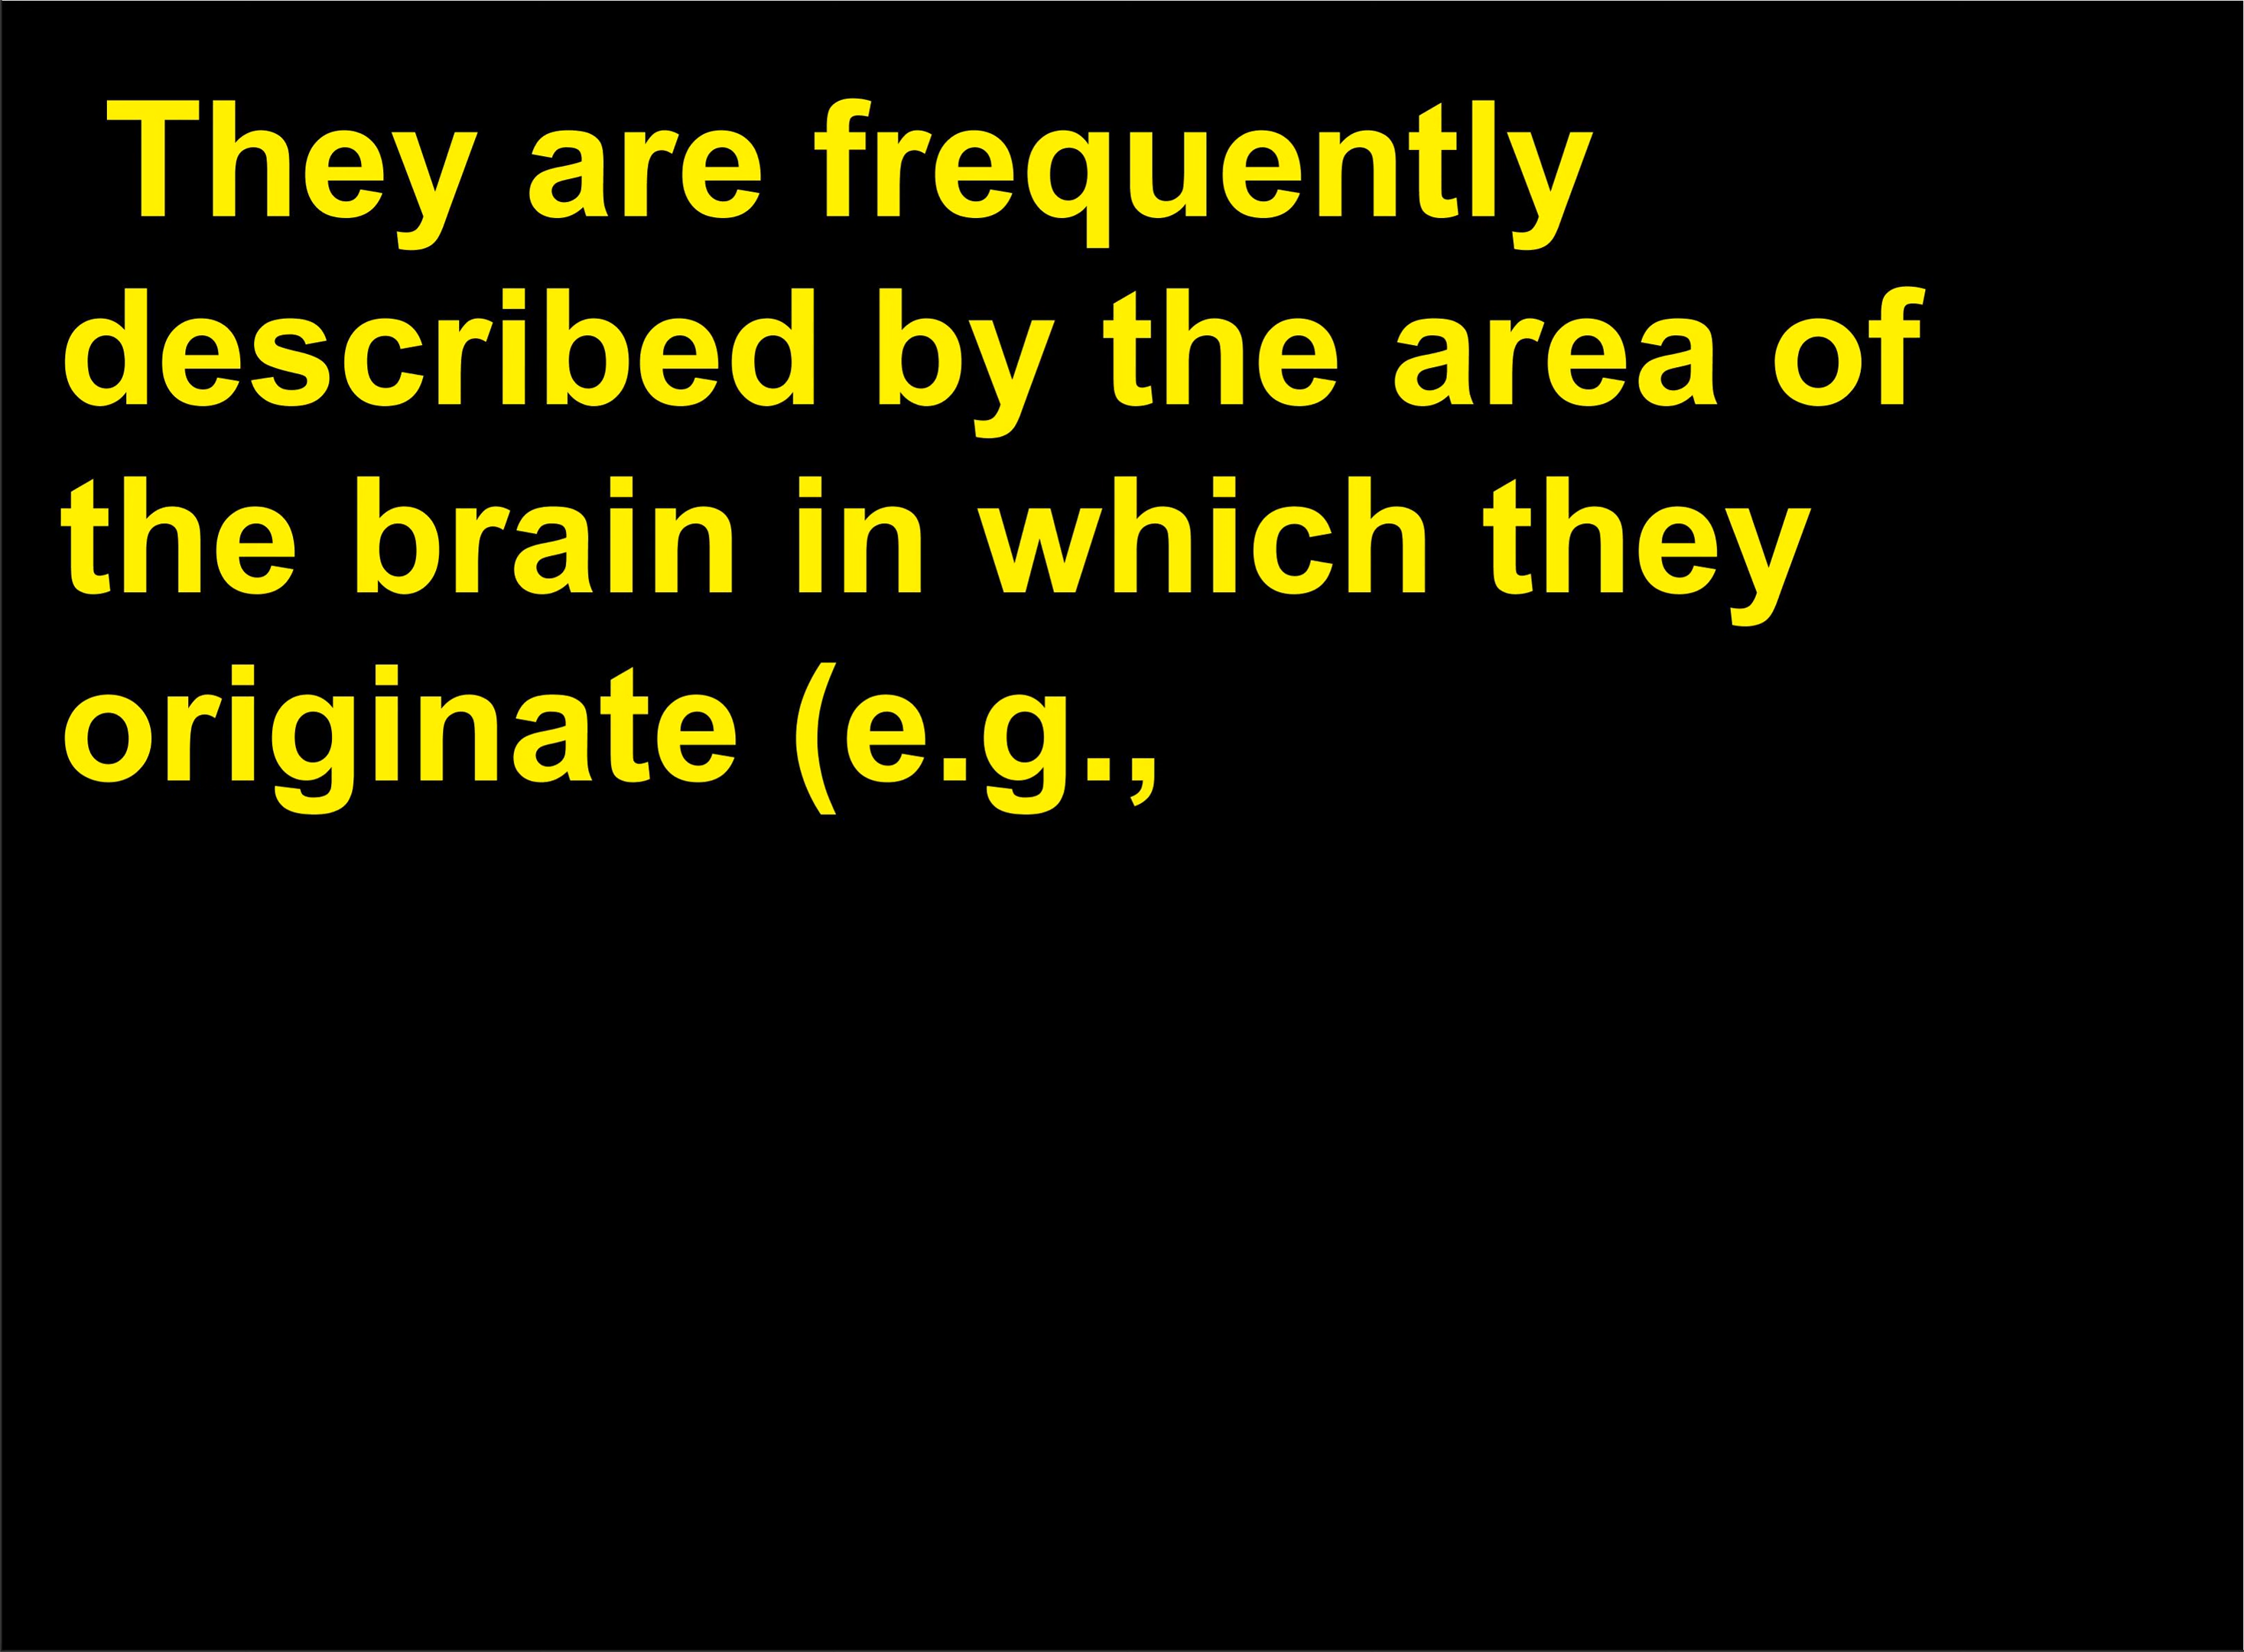 They are frequently
described by the area of
the brain in which they
originate (e.g.,